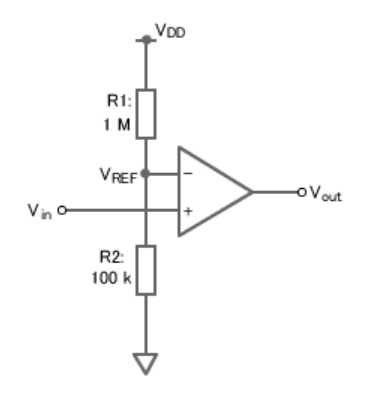 VDD
R1:
1 M
VREF
−
Vin
+
Vout
R2:
100 k